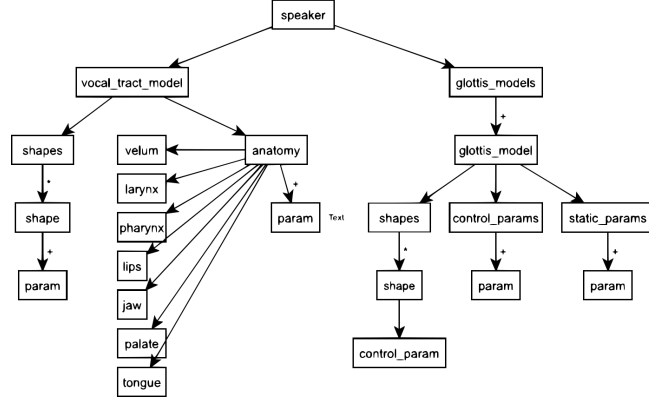 speaker
vocal_tract_model
glottis_models
+
shapes
velum
anatomy
glottis_model
*
larynx
+
shape
pharynx
param
Text
shapes
control_params
static_params
+
lips
*
+
+
param
jaw
shape
param
param
palate
control_param
tongue